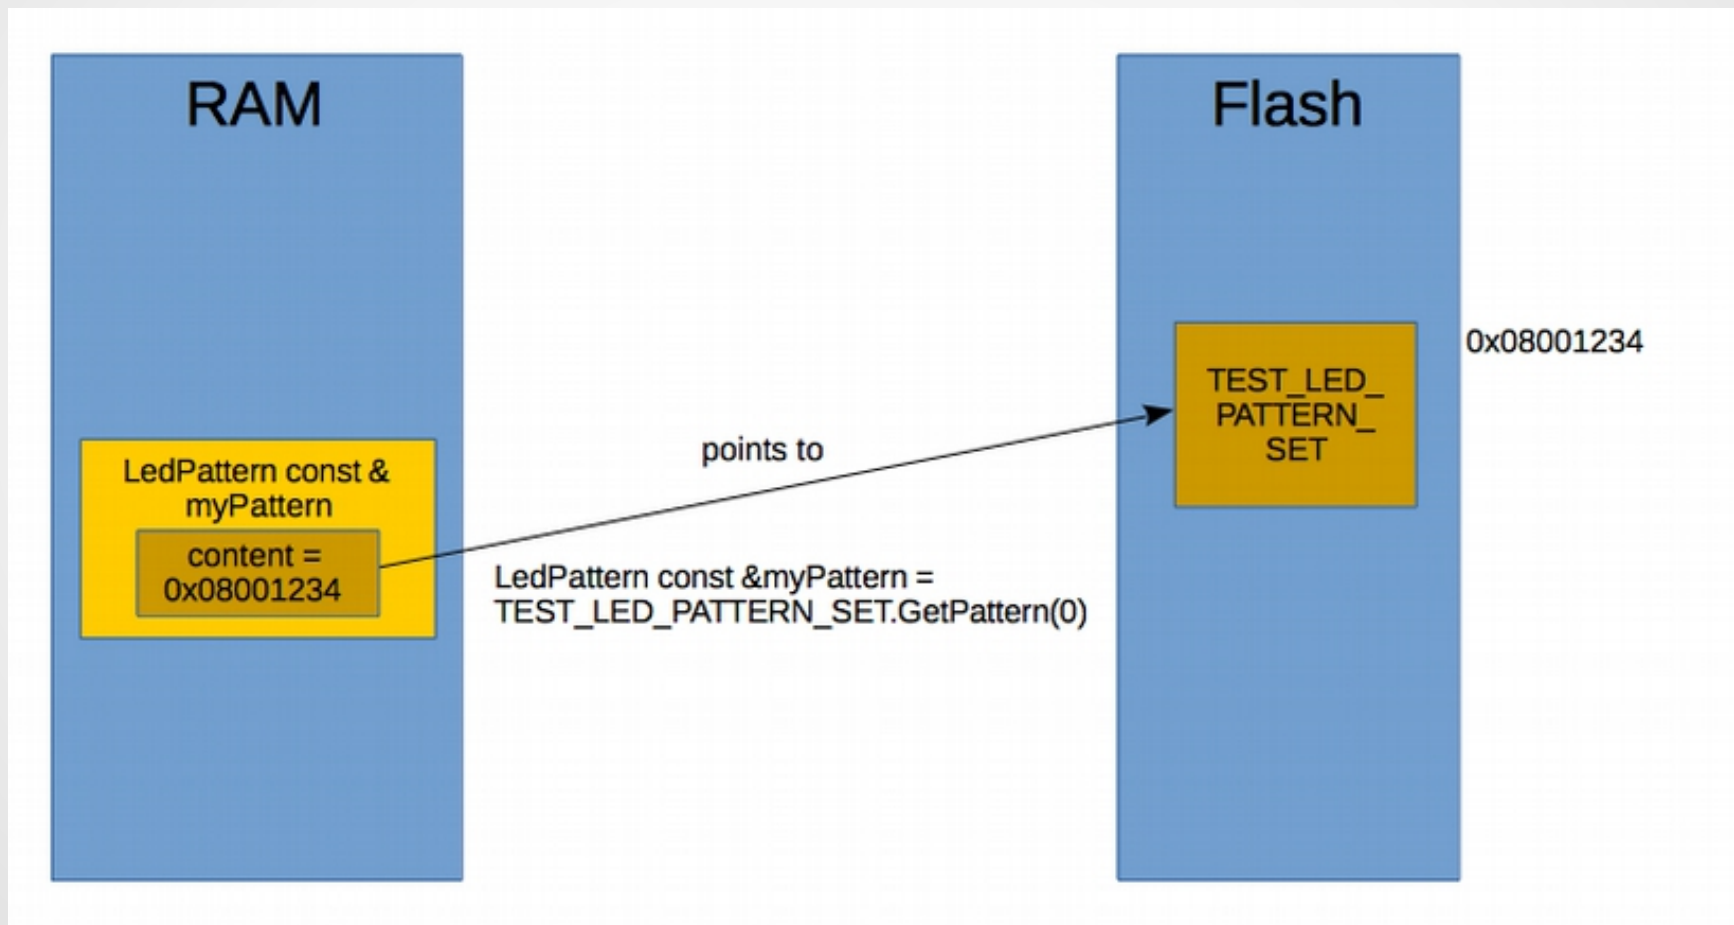 RAM
Flash
0x08001234
TEST_LED_
PATTERN_
SET
points to
LedPattern const &
myPattern
content =
0x08001234
LedPattern const &myPattern =
TEST_LED_PATTERN_SET.GetPattern(0)